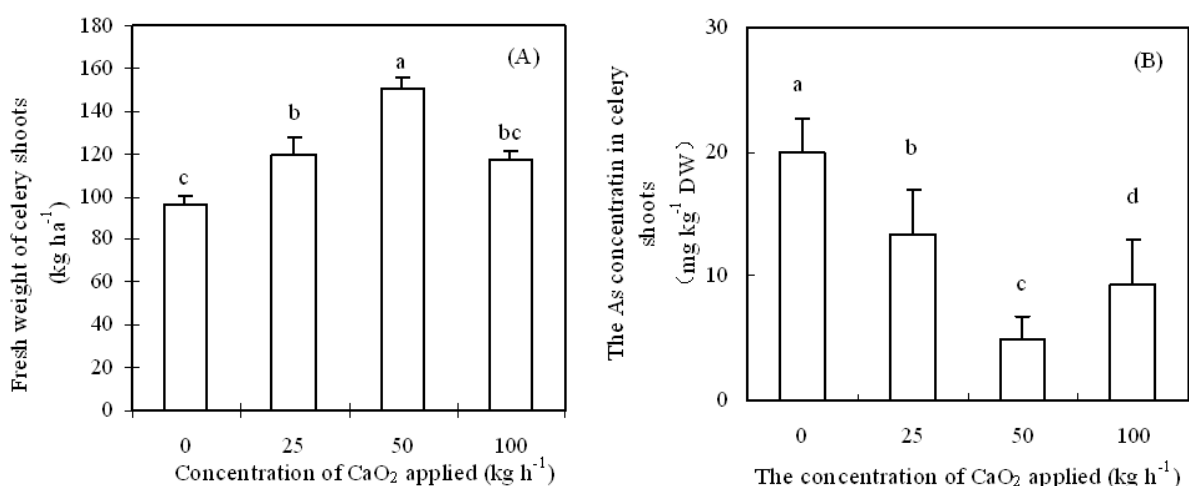 Fresh weight of celery shoots
(kg ha⁻¹)
180
160
140
120
100
80
60
40
20
0
(A)
c
b
a
bc
0 25 50 100
Concentration of CaO₂ applied (kg h⁻¹)
The As concentratin in celery
shoots
(mg kg⁻¹ DW)
30
20
10
0
(B)
a
b
c
d
0 25 50 100
The concentration of CaO₂ applied (kg h⁻¹)